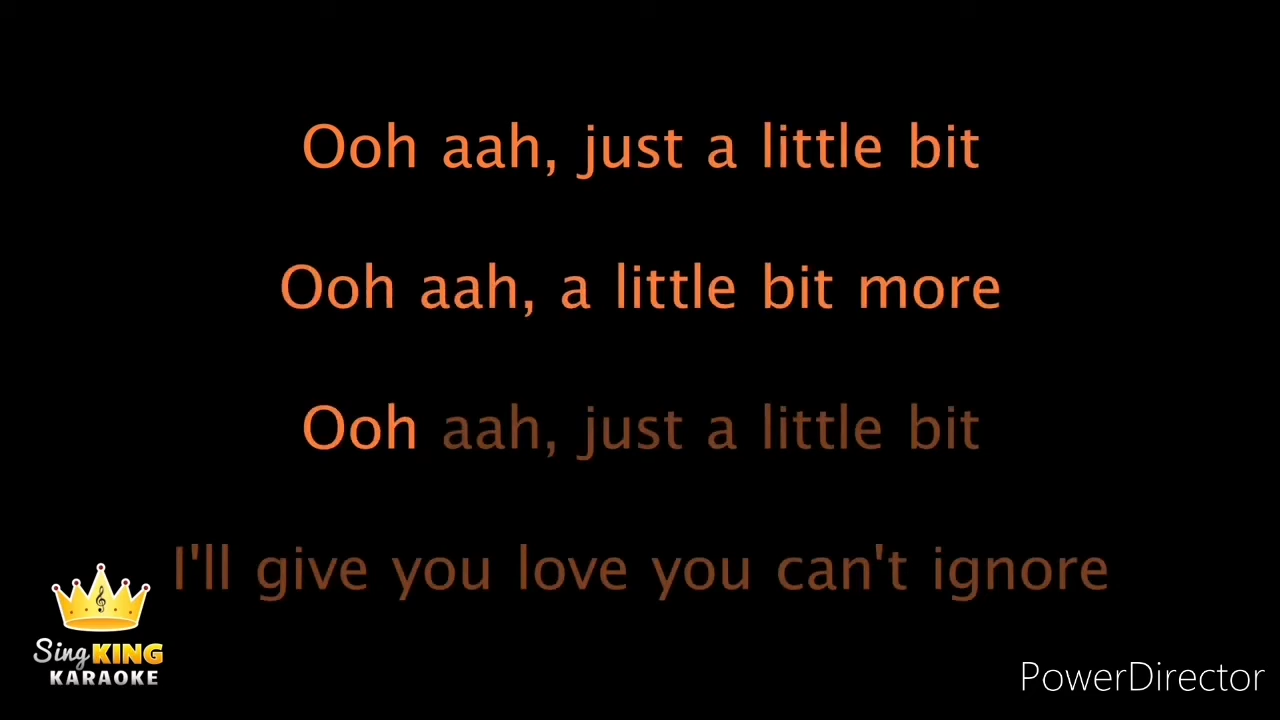 Ooh aah, just a little bit
Ooh aah, a little bit more
Ooh aah, just a little bit
I'll give you love you can't ignore
Sing KING
KARAOKE
PowerDirector